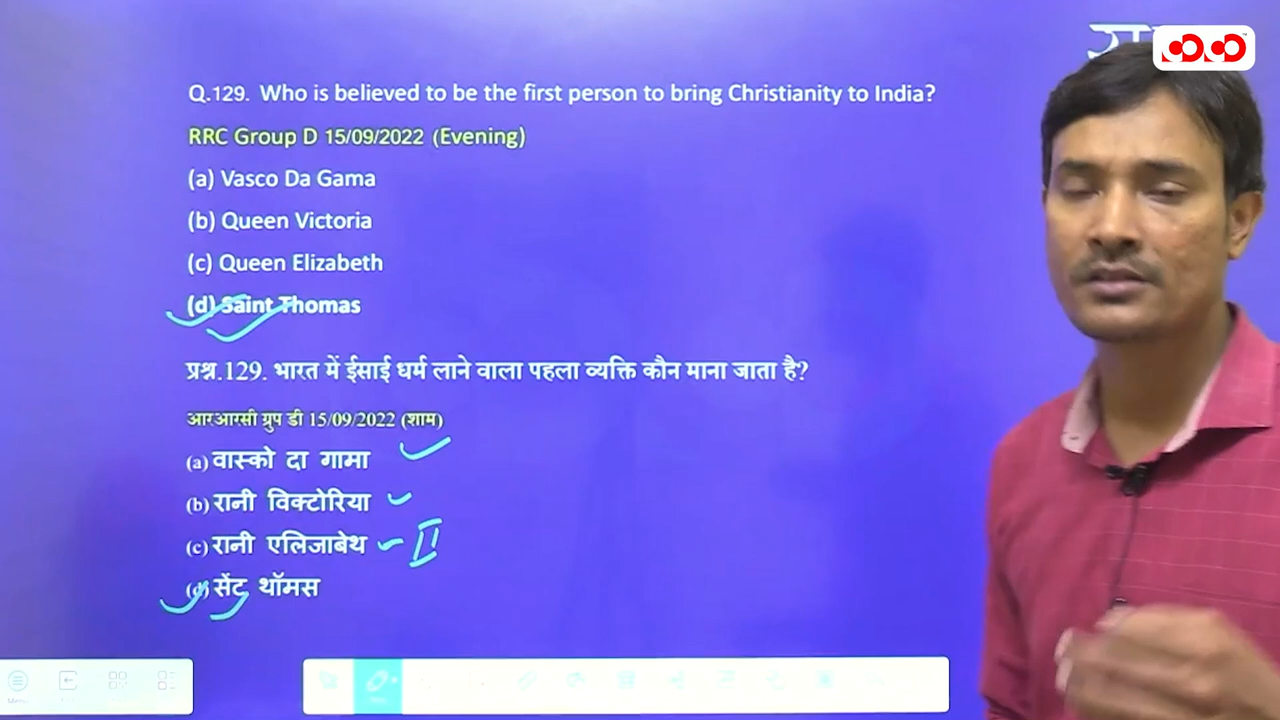 Q.129. Who is believed to be the first person to bring Christianity to India?
RRC Group D 15/09/2022 (Evening)
(a) Vasco Da Gama
(b) Queen Victoria
(c) Queen Elizabeth
(d) Saint Thomas
प्रश्न.129. भारत में ईसाई धर्म लाने वाला पहला व्यक्ति कौन माना जाता है?
आरआरसी ग्रुप डी 15/09/2022 (शाम)
(a) वास्को दा गामा
(b) रानी विक्टोरिया
(c) रानी एलिजाबेथ II
(d) सेंट थॉमस
Menu